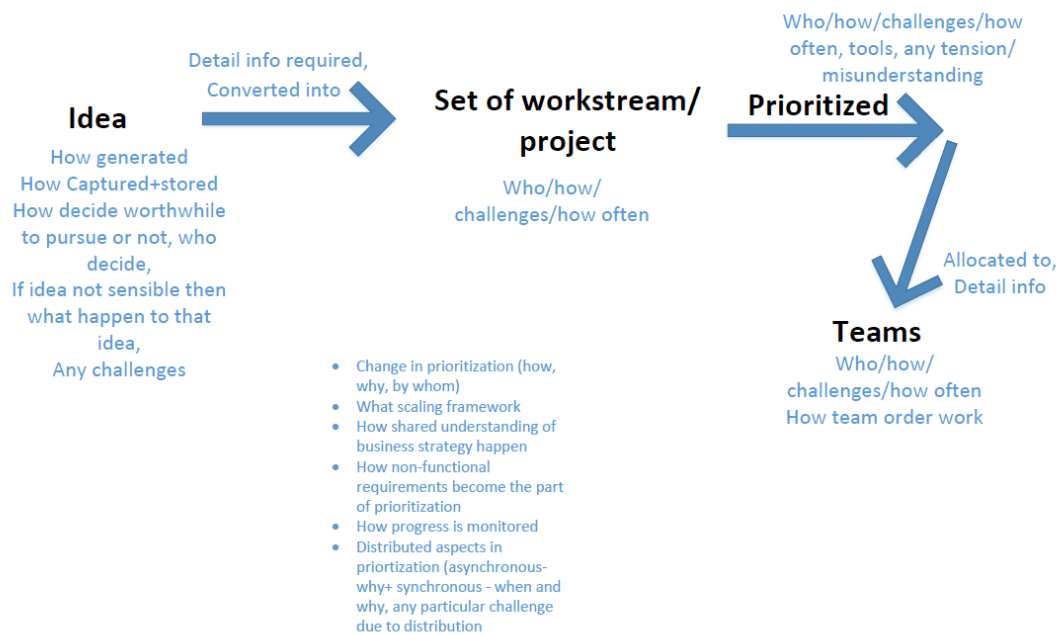 Idea
How generated
How Captured+stored
How decide worthwhile
to pursue or not, who
decide,
If idea not sensible then
what happen to that
idea,
Any challenges
Detail info required,
Converted into
Set of workstream/
project
Who/how/
challenges/how often
Prioritized
Who/how/challenges/how
often, tools, any tension/
misunderstanding
Allocated to,
Detail info
Teams
Who/how/
challenges/how often
How team order work
• Change in prioritization (how,
why, by whom)
• What scaling framework
• How shared understanding of
business strategy happen
• How non-functional
requirements become the part
of prioritization
• How progress is monitored
• Distributed aspects in
priortization (asynchronous-
why+ synchronous - when and
why, any particular challenge
due to distribution